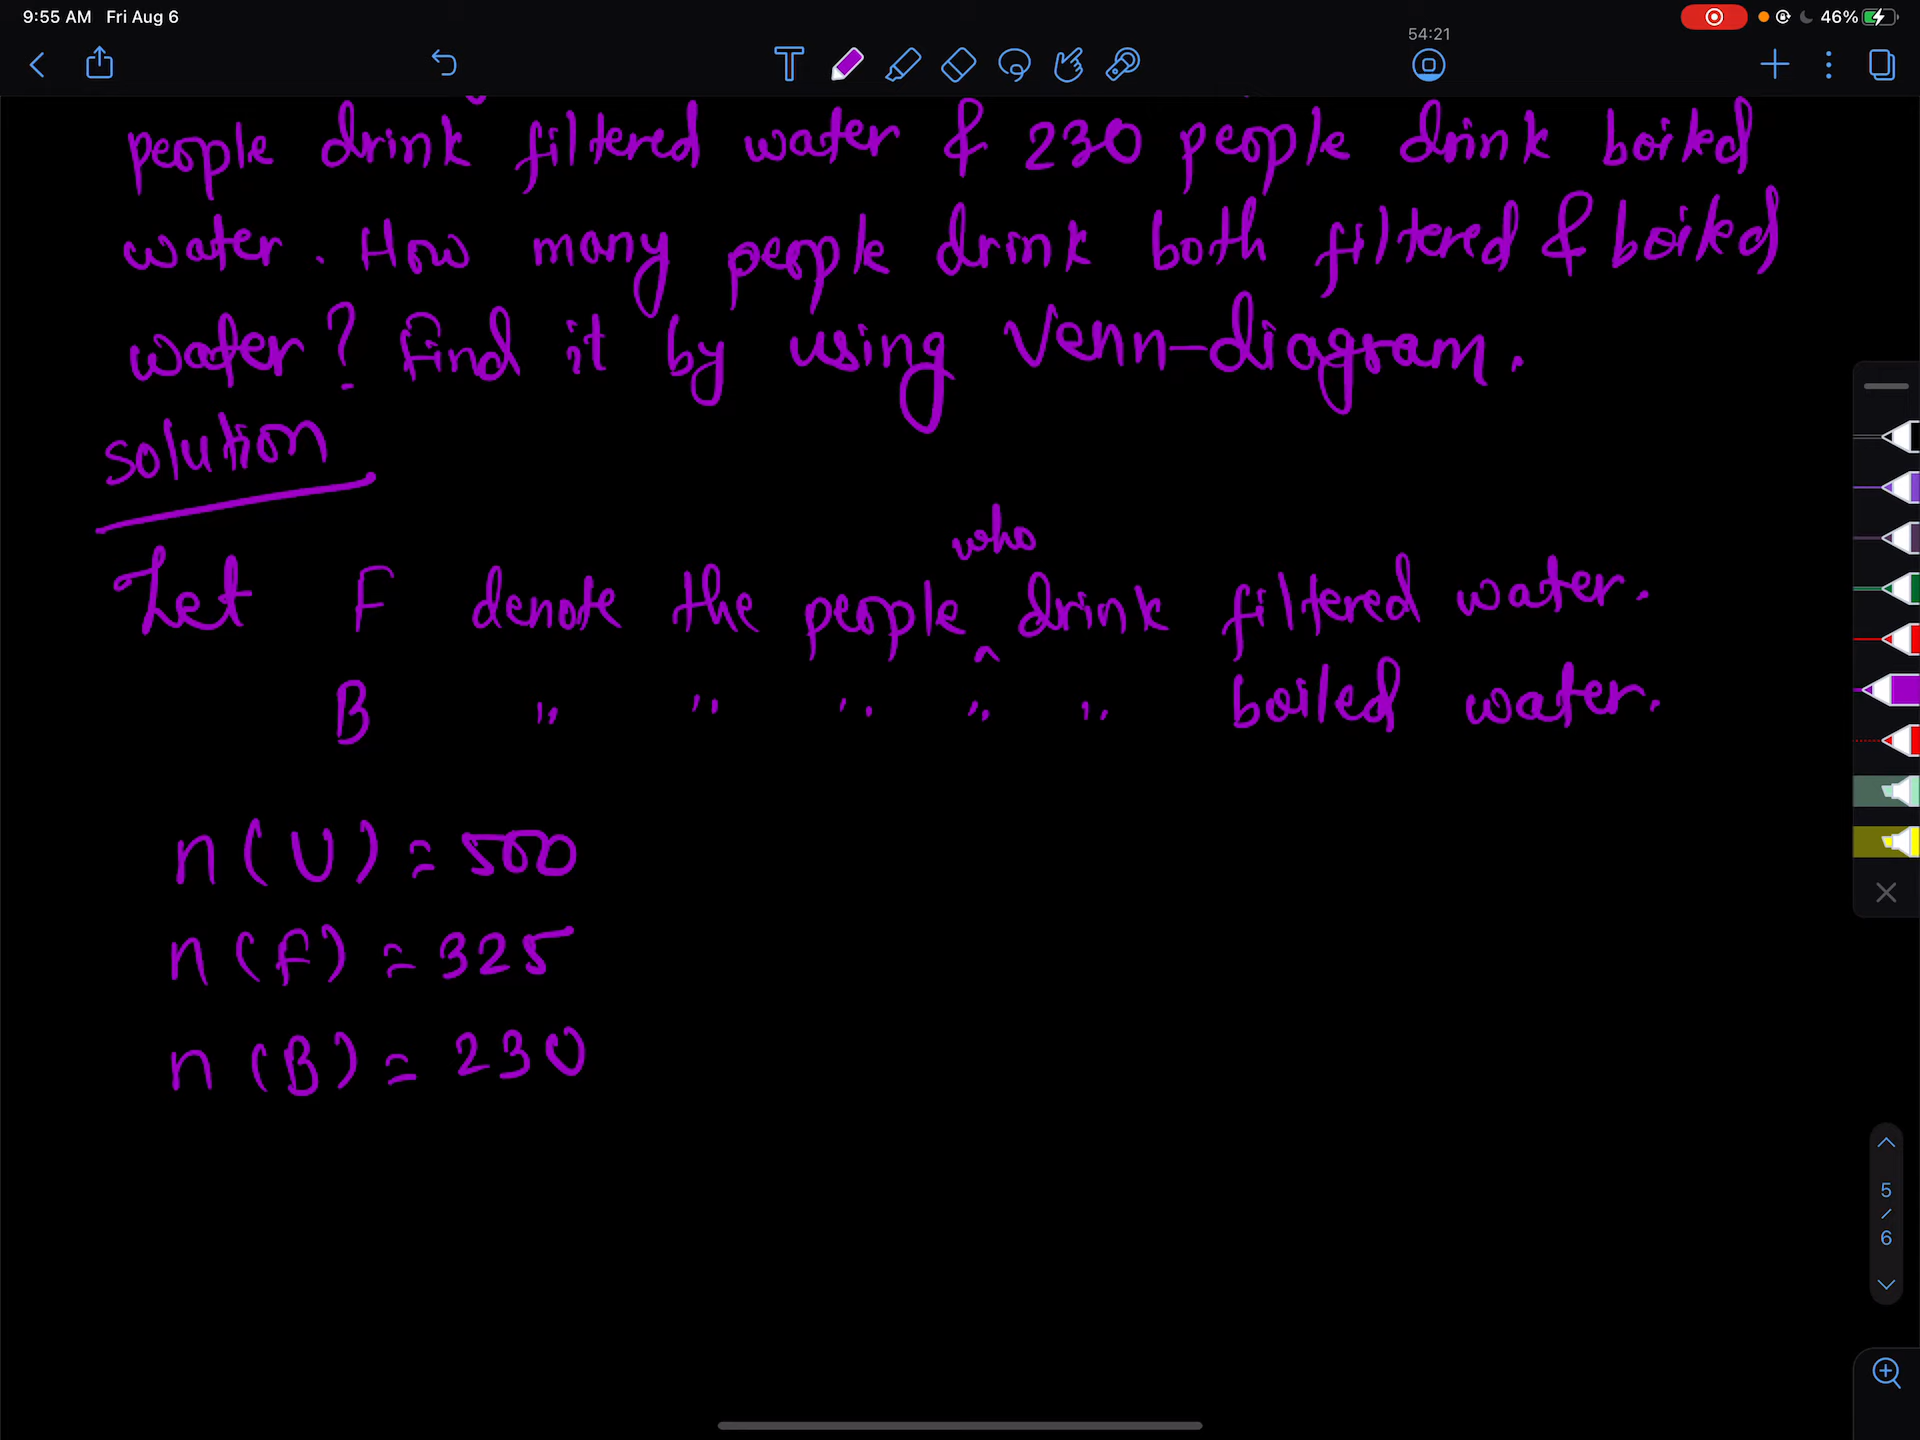 9:55 AM Fri Aug 6
46%
54:21
people drink filtered water & 230 people drink boiled
water. How many people drink both filtered & boiled
water? Find it by using Venn-diagram.
Solution
who
Let F denote the people ^ drink filtered water.
B " " " " " boiled water.
n(U) = 500
n(F) = 325
n(B) = 230
5
/
6